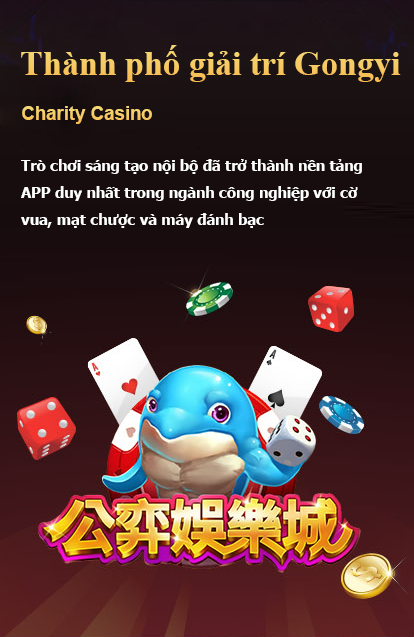 Thành phố giải trí Gongyi
Charity Casino
Trò chơi sáng tạo nội bộ đã trở thành nền tảng
APP duy nhất trong ngành công nghiệp với cờ
vua, mạt chược và máy đánh bạc
A
A
公弈娛樂城